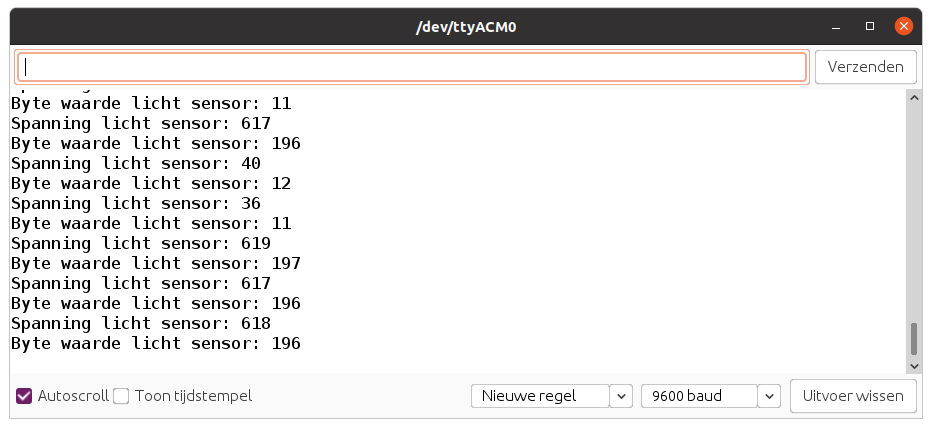 /dev/ttyACM0
Verzenden
Byte waarde licht sensor: 11
Spanning licht sensor: 617
Byte waarde licht sensor: 196
Spanning licht sensor: 40
Byte waarde licht sensor: 12
Spanning licht sensor: 36
Byte waarde licht sensor: 11
Spanning licht sensor: 619
Byte waarde licht sensor: 197
Spanning licht sensor: 617
Byte waarde licht sensor: 196
Spanning licht sensor: 618
Byte waarde licht sensor: 196
Autoscroll Toon tijdstempel Nieuwe regel 9600 baud Uitvoer wissen